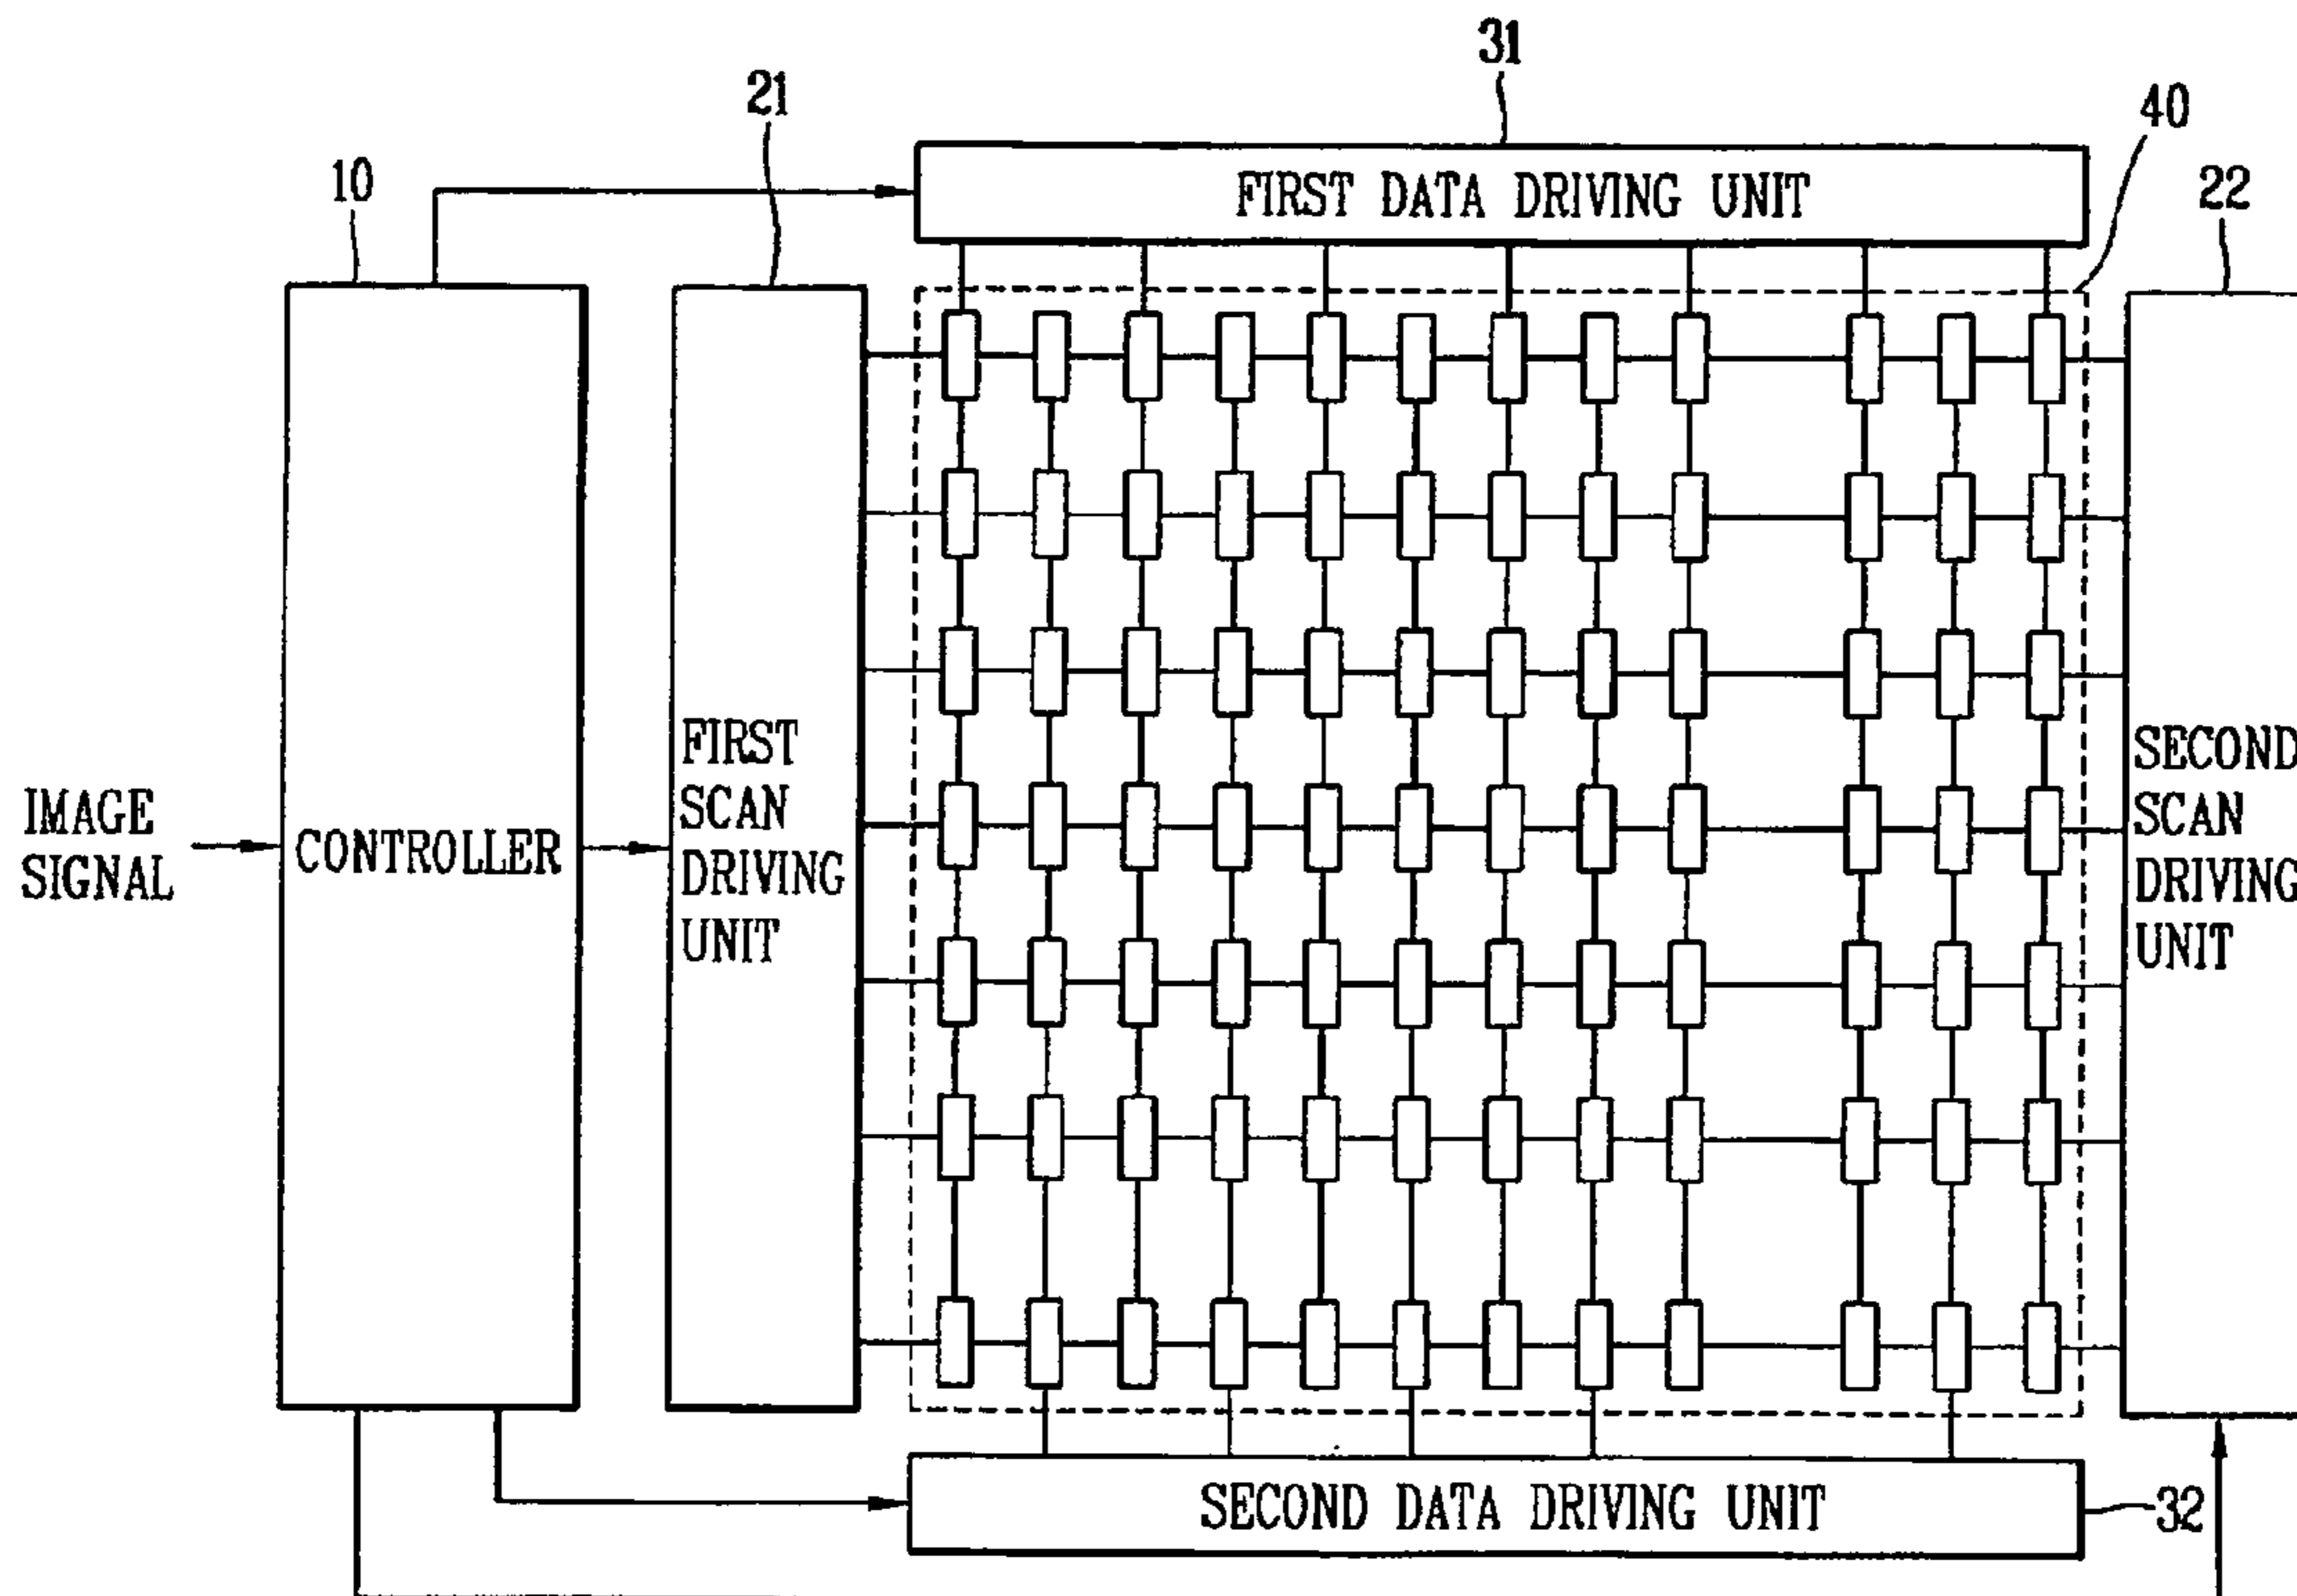 31
21
40
10
22
FIRST DATA DRIVING UNIT
FIRST
SCAN
DRIVING
UNIT
SECOND
SCAN
DRIVING
UNIT
IMAGE
SIGNAL
CONTROLLER
SECOND DATA DRIVING UNIT
32